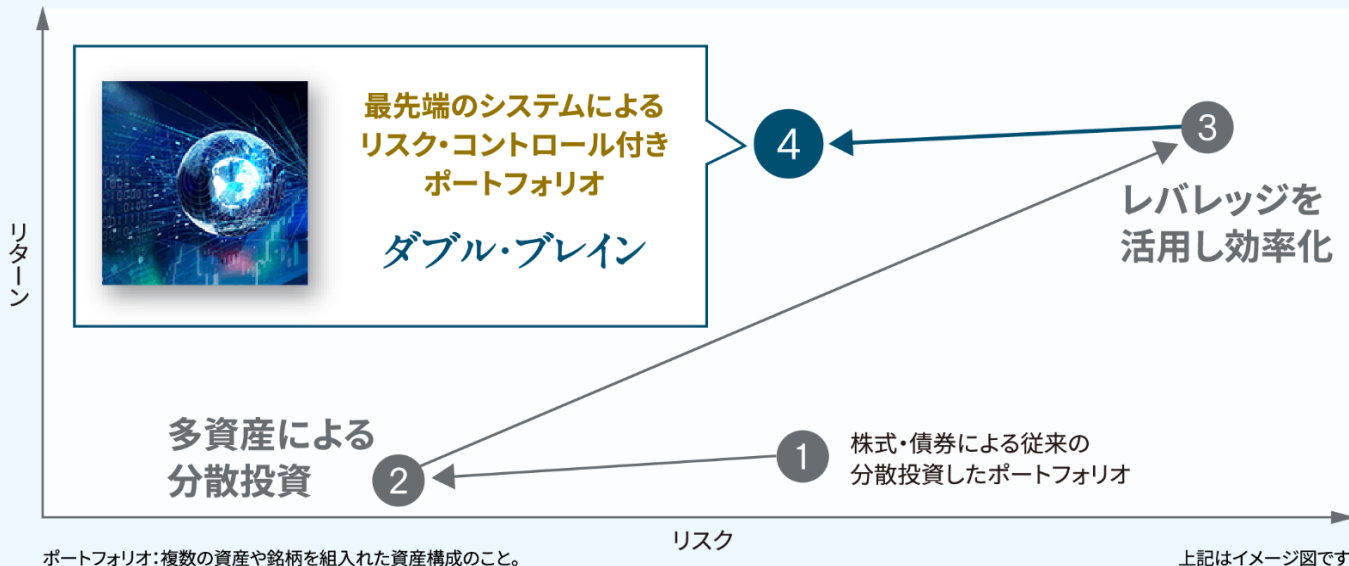 リターン
最先端のシステムによる
リスク・コントロール付き
ポートフォリオ
ダブル・ブレイン
4
3
レバレッジを
活用し効率化
多資産による
分散投資
2
1
株式・債券による従来の
分散投資したポートフォリオ
リスク
ポートフォリオ：複数の資産や銘柄を組入れた資産構成のこと。
上記はイメージ図です